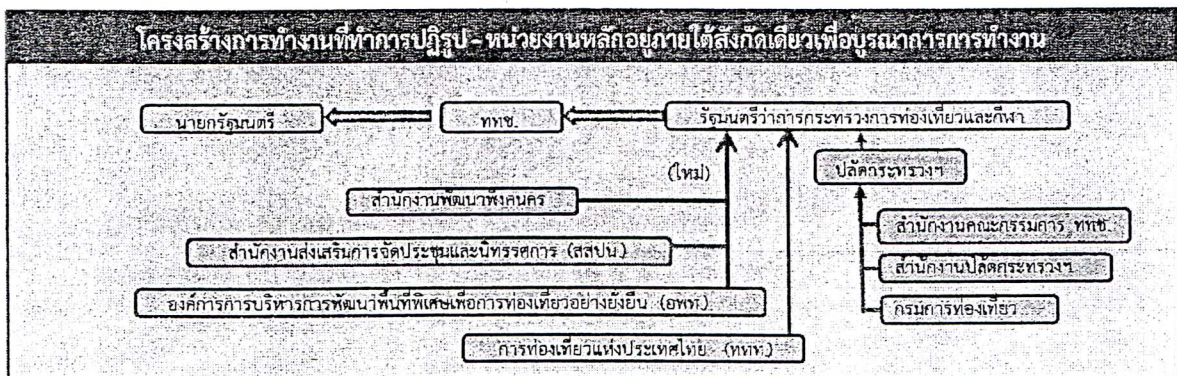 โครงสร้างการทำงานที่ทำการปฏิรูป - หน่วยงานหลักอยู่ภายใต้สังกัดเดียวเพื่อบูรณาการการทำงาน
นายกรัฐมนตรี
ททช.
รัฐมนตรีว่าการกระทรวงการท่องเที่ยวและกีฬา
(ใหม่)
ปลัดกระทรวงฯ
สำนักงานพัฒนาพิงคนคร
สำนักงานคณะกรรมการ ททช.
สำนักงานส่งเสริมการจัดประชุมและนิทรรศการ (สสปน.)
สำนักงานปลัดกระทรวงฯ
องค์การการบริหารการพัฒนาพื้นที่พิเศษเพื่อการท่องเที่ยวอย่างยั่งยืน (อพท.)
กรมการท่องเที่ยว
การท่องเที่ยวแห่งประเทศไทย (ททท.)